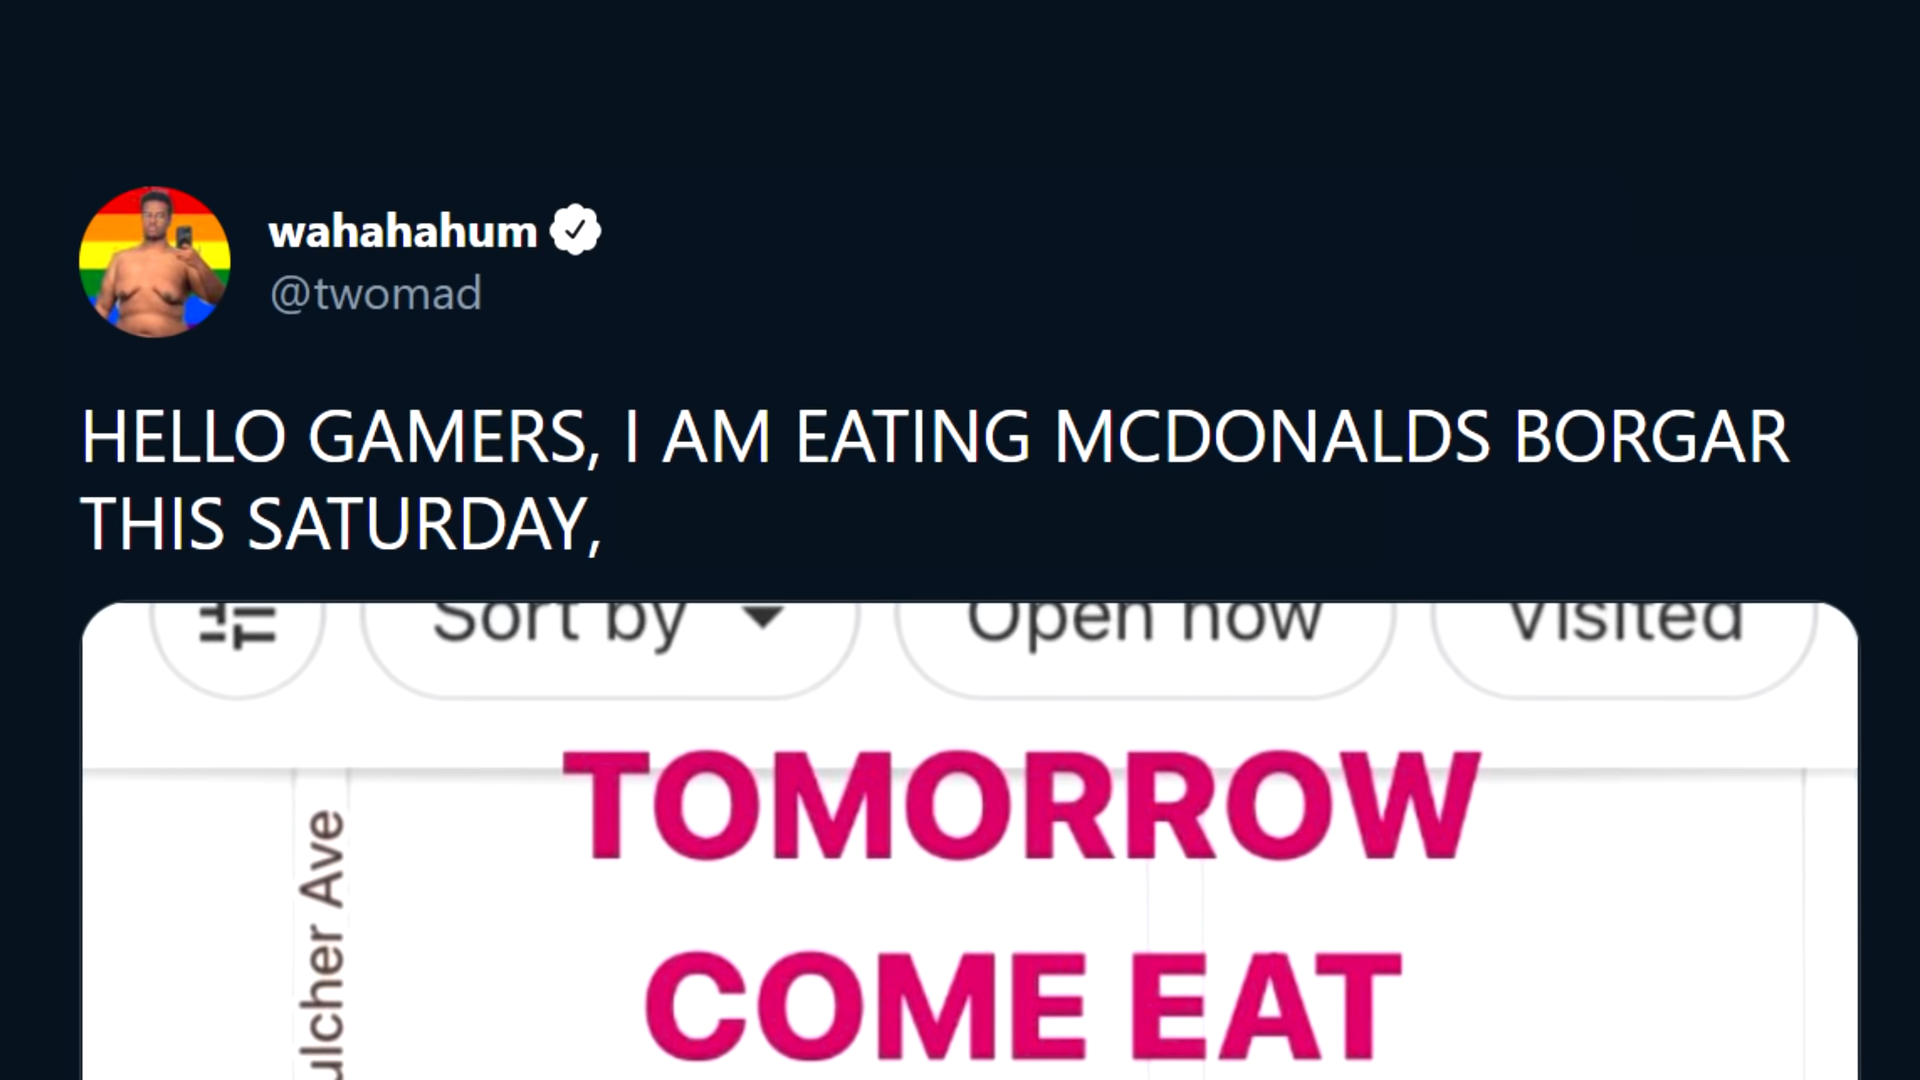 wahahahum
@twomad
HELLO GAMERS, I AM EATING MCDONALDS BORGAR
THIS SATURDAY,
Sort by Open now Visited
TOMORROW
COME EAT
ulcher Ave